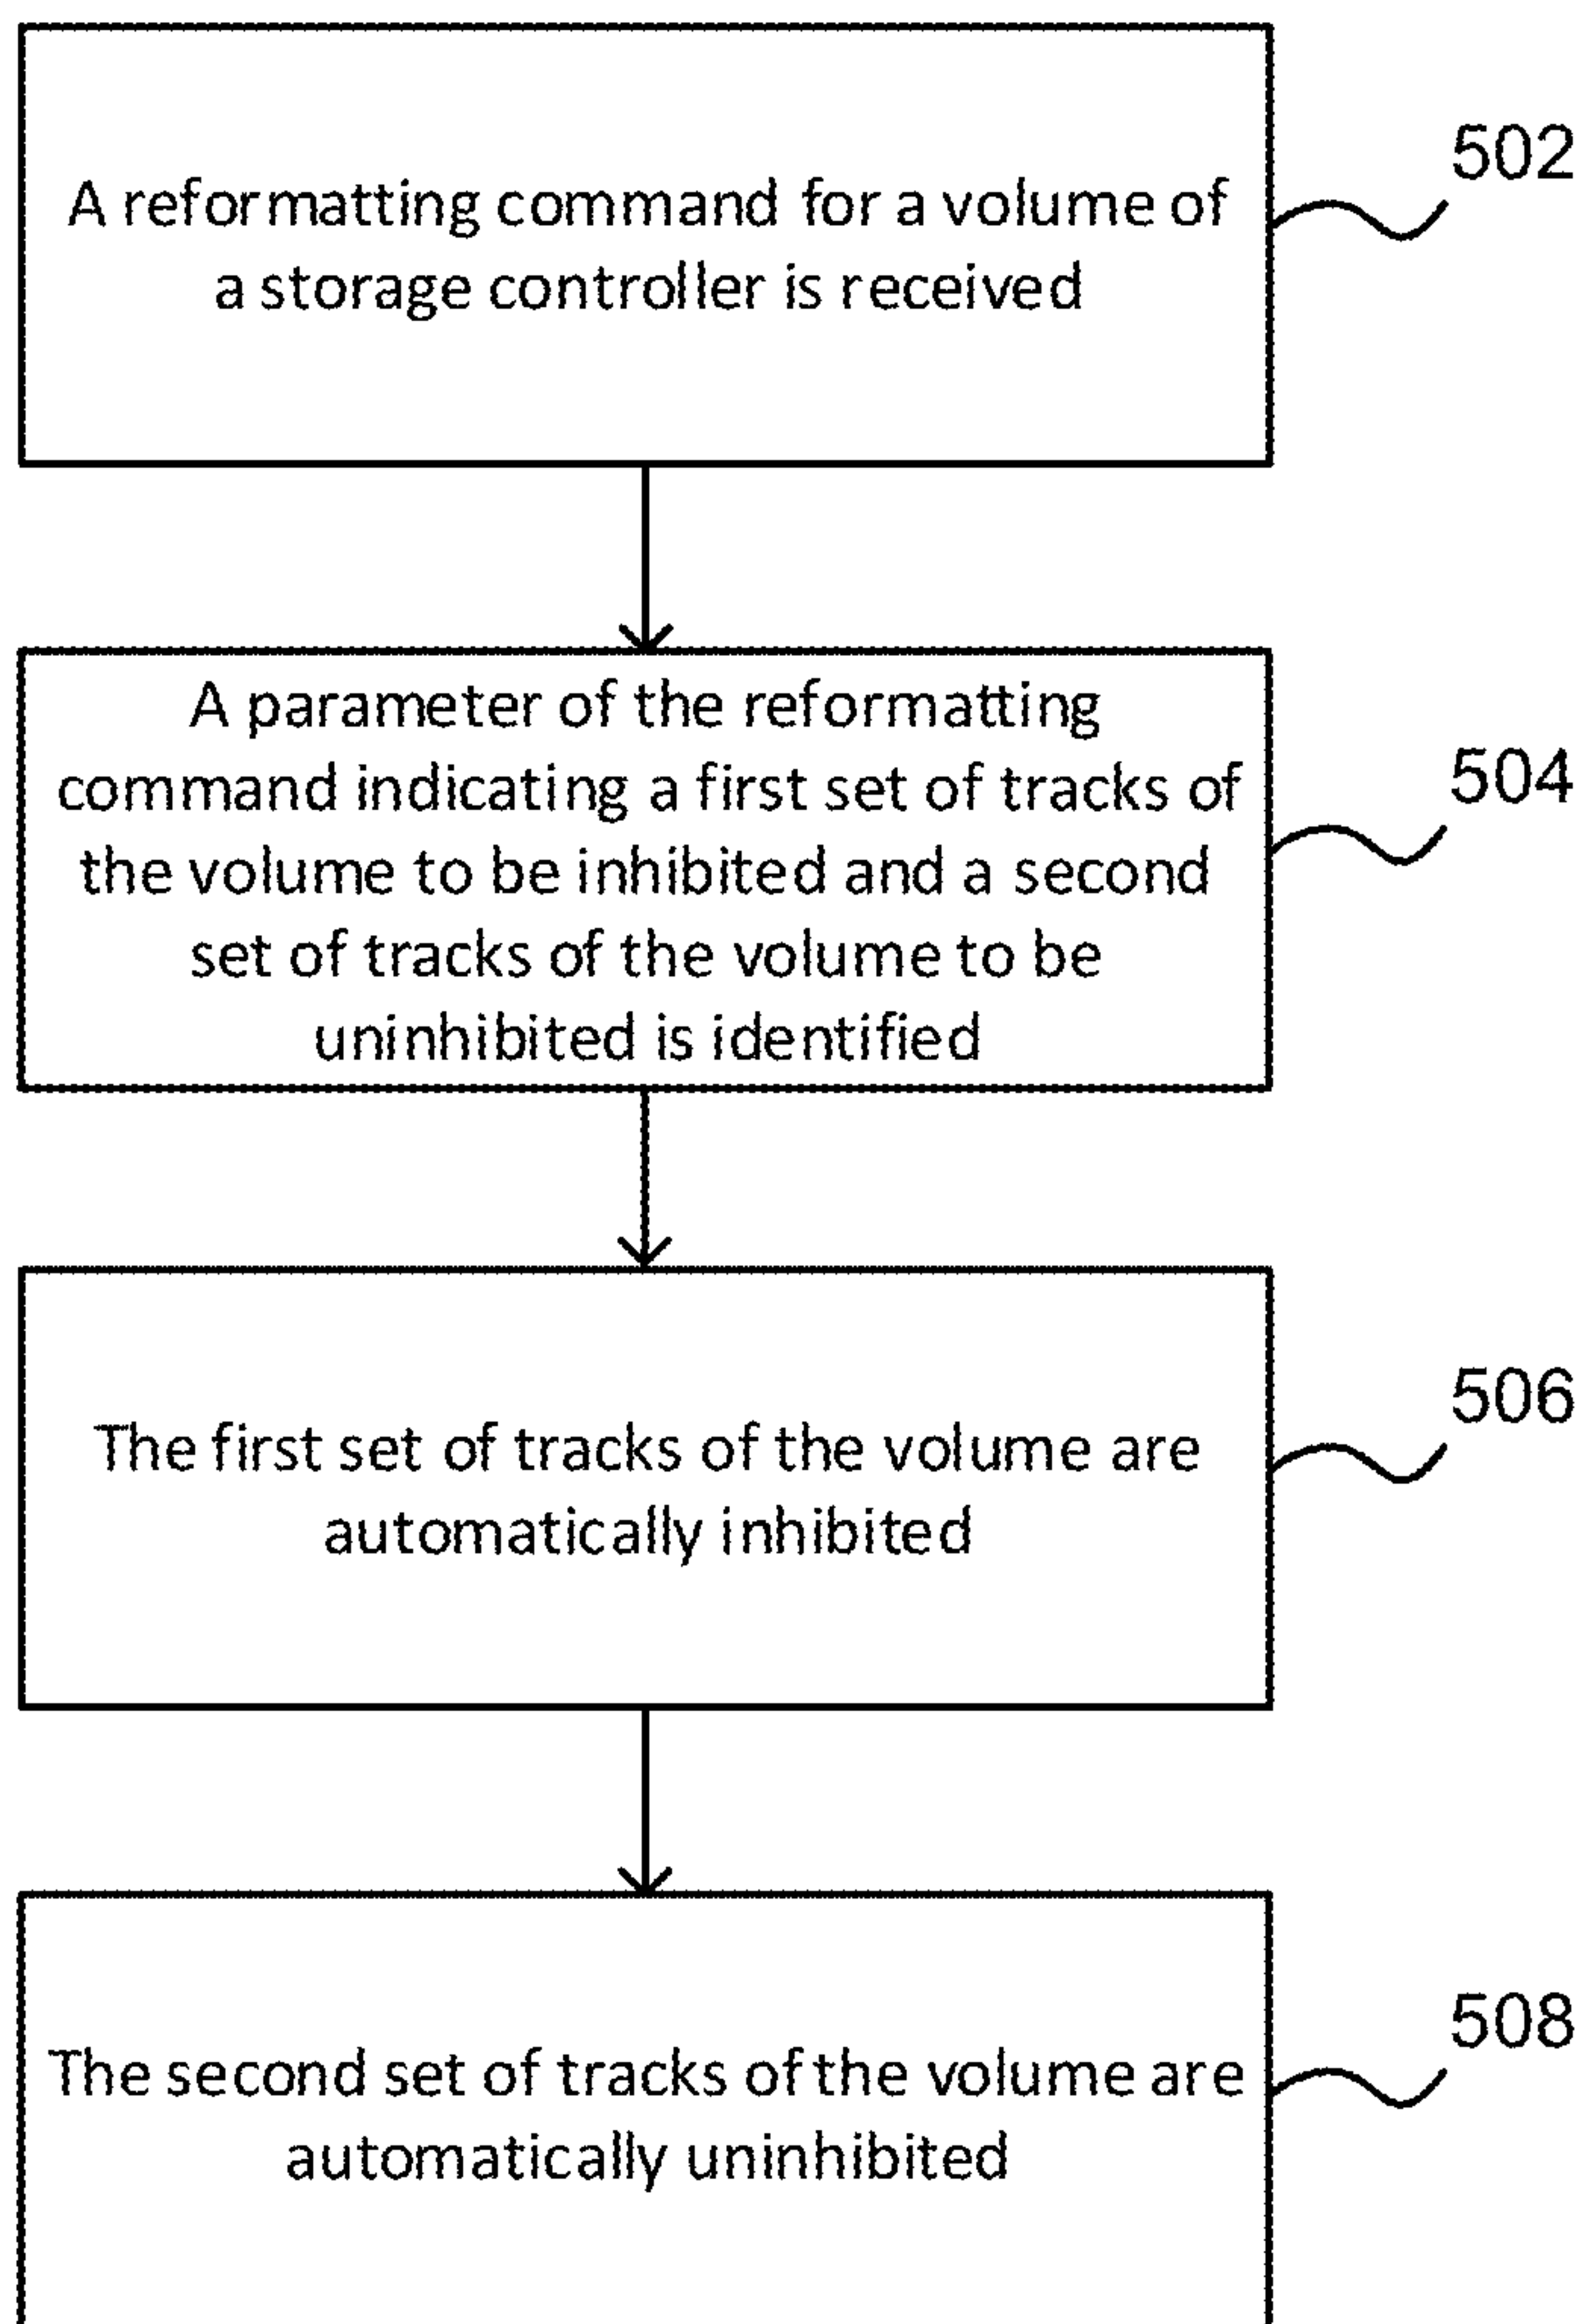 A reformatting command for a volume of
a storage controller is received
502
A parameter of the reformatting
command indicating a first set of tracks of
the volume to be inhibited and a second
set of tracks of the volume to be
uninhibited is identified
504
The first set of tracks of the volume are
automatically inhibited
506
The second set of tracks of the volume are
automatically uninhibited
508